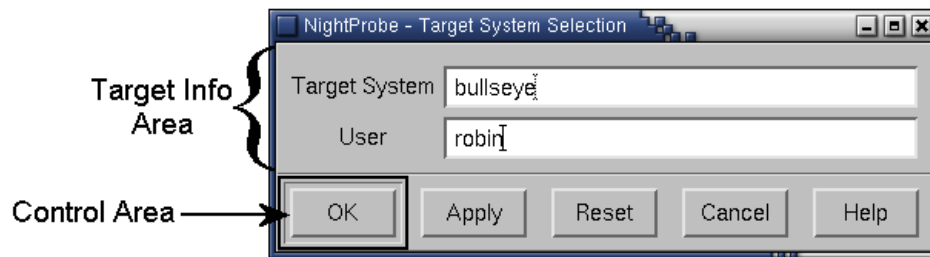 NightProbe - Target System Selection
Target Info
Area
Target System bullseye
User robin
Control Area
OK Apply Reset Cancel Help